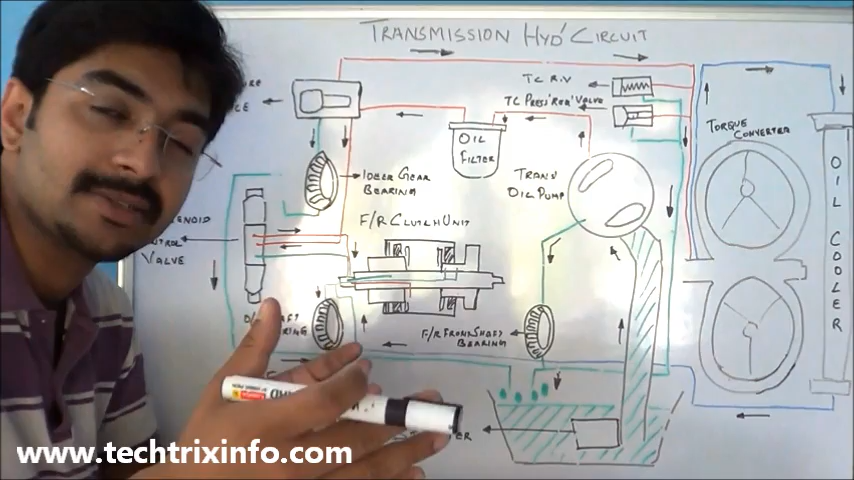 TRANSMISSION HYD' CIRCUIT
TC R.V
TC PRESS' REG' VALVE
TORQUE
CONVERTER
OIL
FILTER
IDLER GEAR
BEARING
TRANS'
OIL PUMP
F/R CLUTCH UNIT
VALVE
OIL COOLER
F/R FRONT SHAFT
BEARING
www.techtrixinfo.com